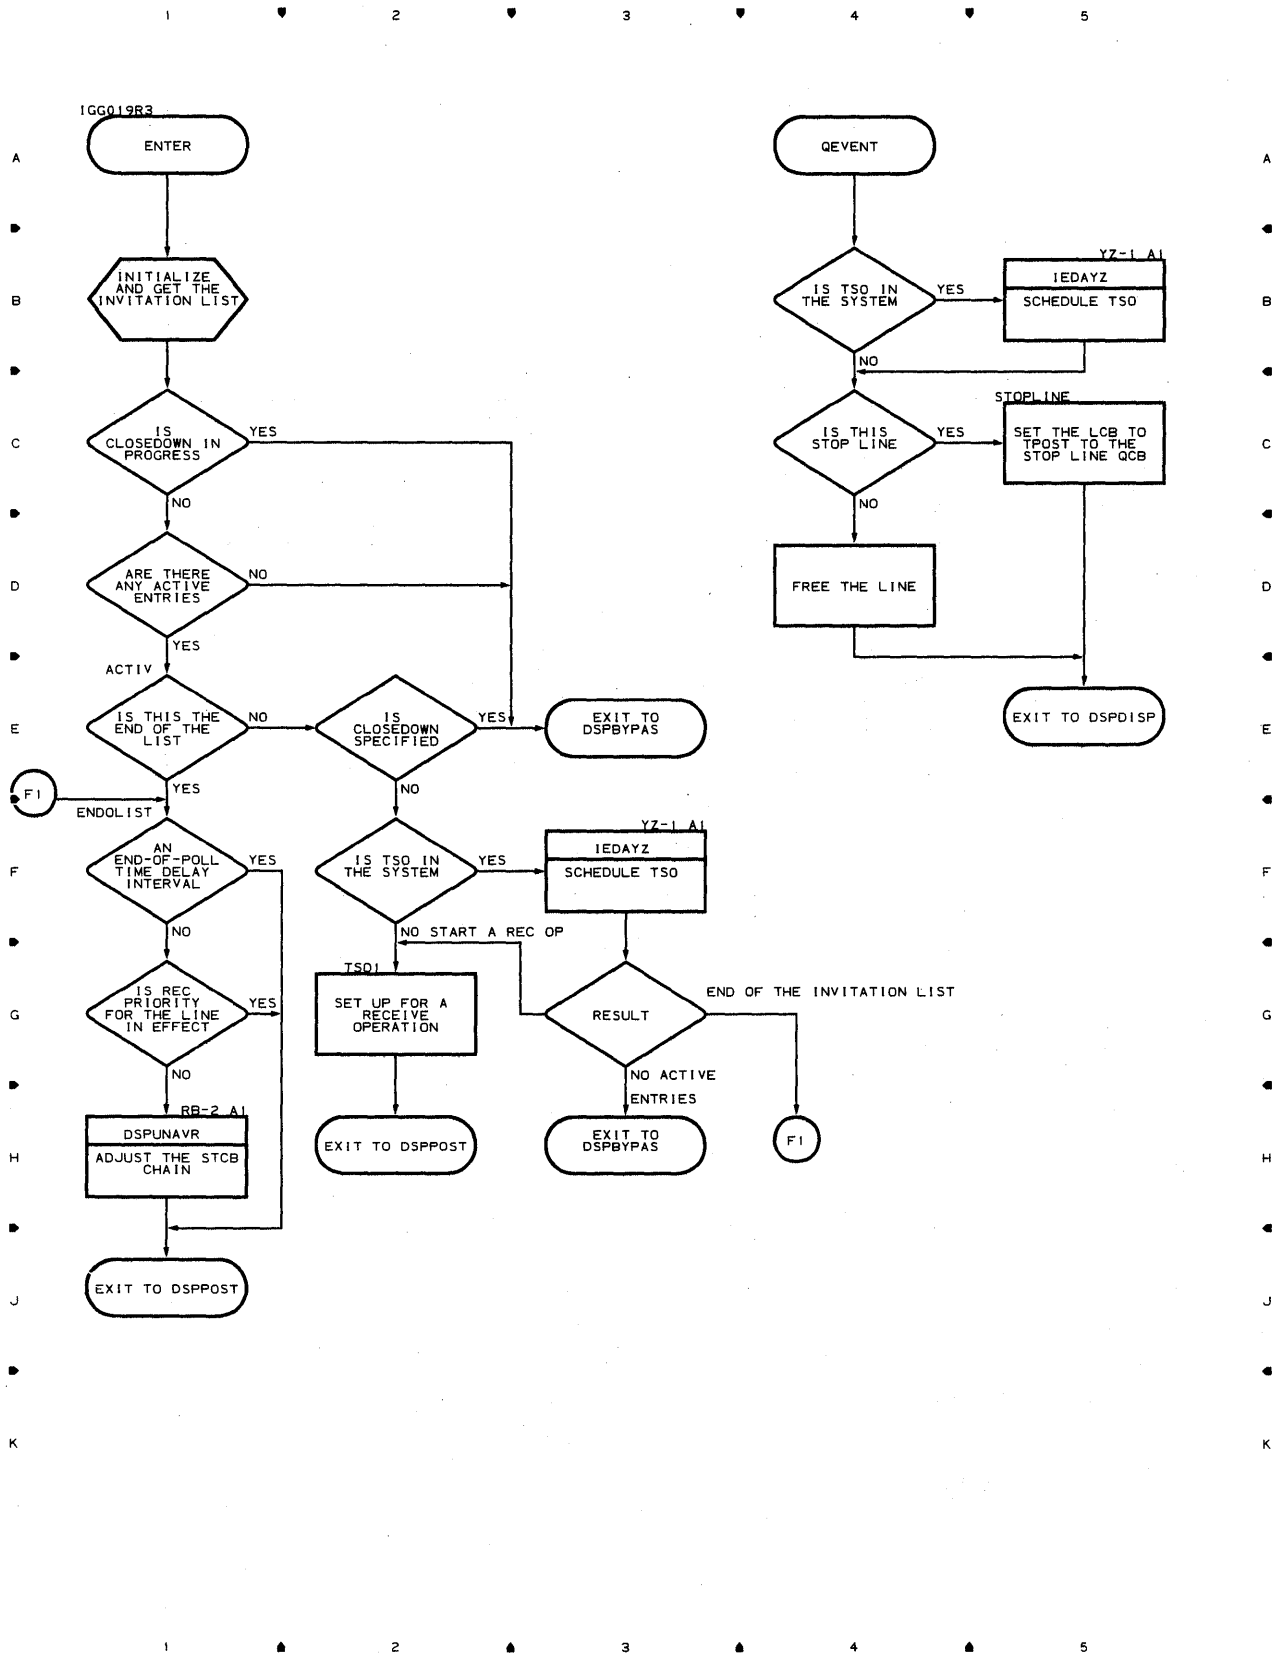 1 2 3 4 5
IGG019R3
ENTER
QEVENT
A A
INITIALIZE
AND GET THE
INVITATION LIST
IS TSO IN
THE SYSTEM
YES
YZ-1 A1
IEDAYZ
SCHEDULE TSO
B B
NO
IS
CLOSEDOWN IN
PROGRESS
YES
IS THIS
STOP LINE
YES
STOPLINE
SET THE LCB TO
TPOST TO THE
STOP LINE QCB
C C
NO
NO
ARE THERE
ANY ACTIVE
ENTRIES
NO
FREE THE LINE
D D
YES
ACTIV
IS THIS THE
END OF THE
LIST
NO
IS
CLOSEDOWN
SPECIFIED
YES
EXIT TO
DSPBYPAS
EXIT TO DSPDISP
E E
YES
NO
F1
ENDOLIST
AN
END-OF-POLL
TIME DELAY
INTERVAL
YES
IS TSO IN
THE SYSTEM
YES
YZ-1 A1
IEDAYZ
SCHEDULE TSO
F F
NO
NO START A REC OP
IS REC
PRIORITY
FOR THE LINE
IN EFFECT
YES
TSO1
SET UP FOR A
RECEIVE
OPERATION
RESULT
END OF THE INVITATION LIST
G G
NO
NO ACTIVE
ENTRIES
RB-2 A1
DSPUNAVR
ADJUST THE STCB
CHAIN
EXIT TO DSPPOST
EXIT TO
DSPBYPAS
F1
H H
EXIT TO DSPPOST
J J
K K
1 2 3 4 5